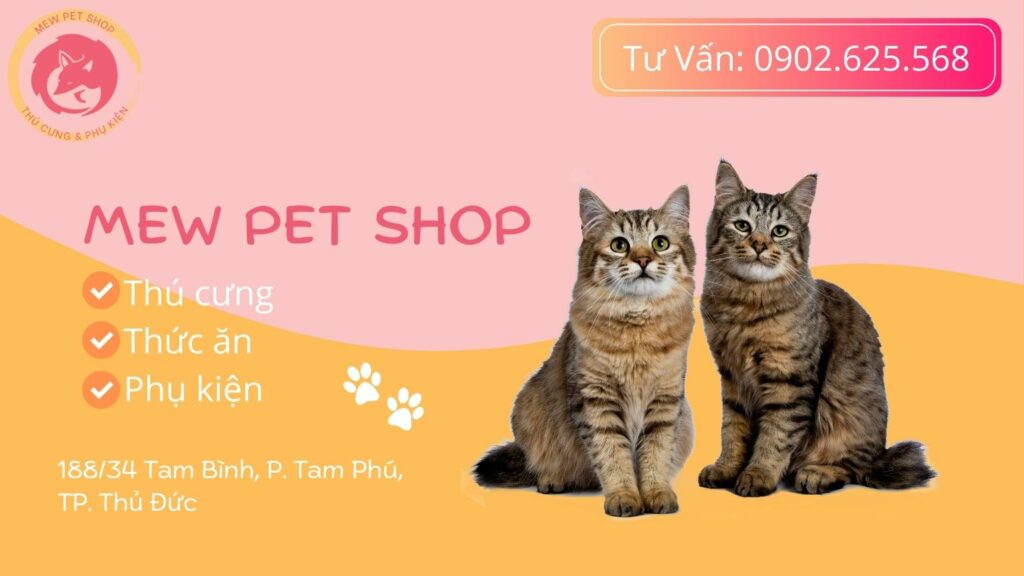 MEW PET SHOP
THÚ CƯNG & PHỤ KIỆN
Tư Vấn: 0902.625.568
MEW PET SHOP
Thú cưng
Thức ăn
Phụ kiện
188/34 Tam Bình, P. Tam Phú,
TP. Thủ Đức